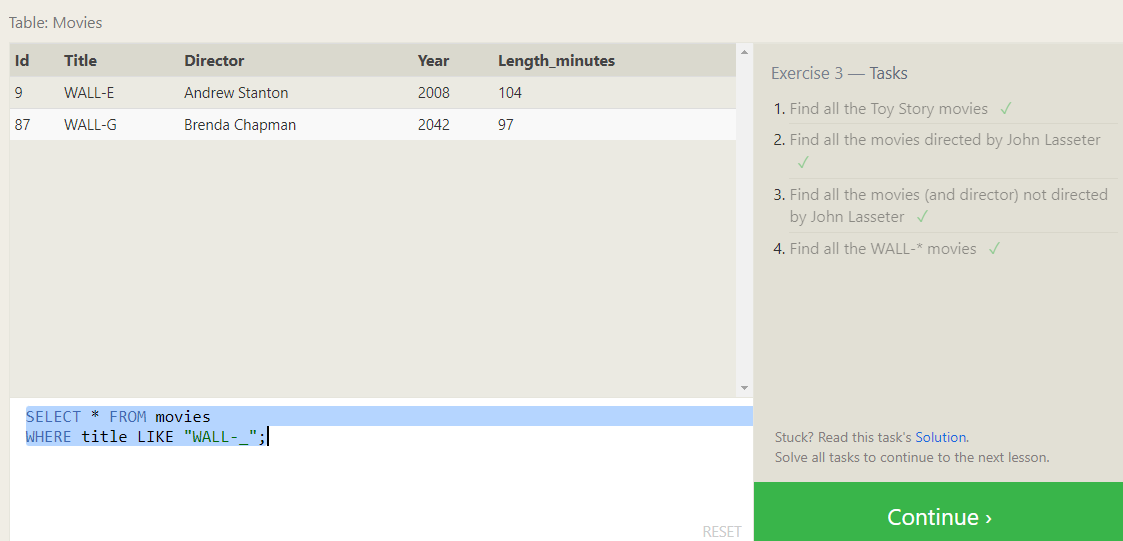 Table: Movies
Id Title Director Year Length_minutes
9 WALL-E Andrew Stanton 2008 104
87 WALL-G Brenda Chapman 2042 97
SELECT * FROM movies
WHERE title LIKE "WALL-_";
RESET
Exercise 3 — Tasks
1. Find all the Toy Story movies ✓
2. Find all the movies directed by John Lasseter
✓
3. Find all the movies (and director) not directed
by John Lasseter ✓
4. Find all the WALL-* movies ✓
Stuck? Read this task's Solution.
Solve all tasks to continue to the next lesson.
Continue ›